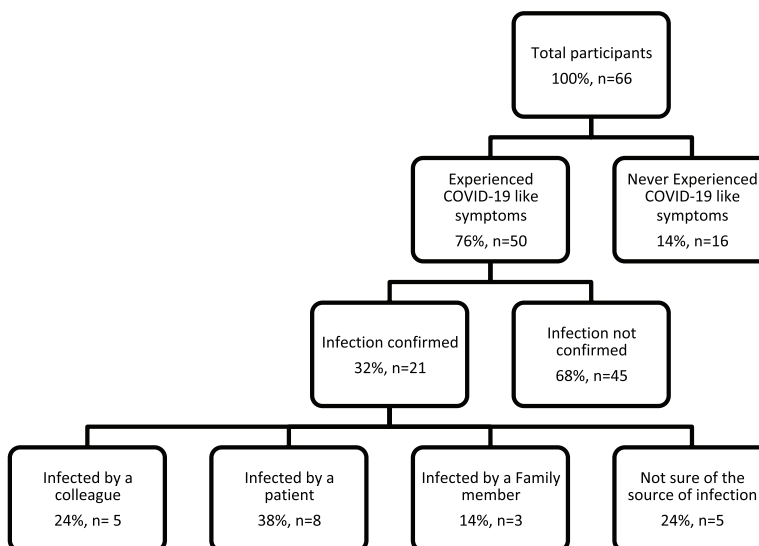 Total participants
100%, n=66
Experienced
COVID-19 like
symptoms
76%, n=50
Never Experienced
COVID-19 like
symptoms
14%, n=16
Infection confirmed
32%, n=21
Infection not
confirmed
68%, n=45
Infected by a
colleague
24%, n= 5
Infected by a
patient
38%, n=8
Infected by a Family
member
14%, n=3
Not sure of the
source of infection
24%, n=5